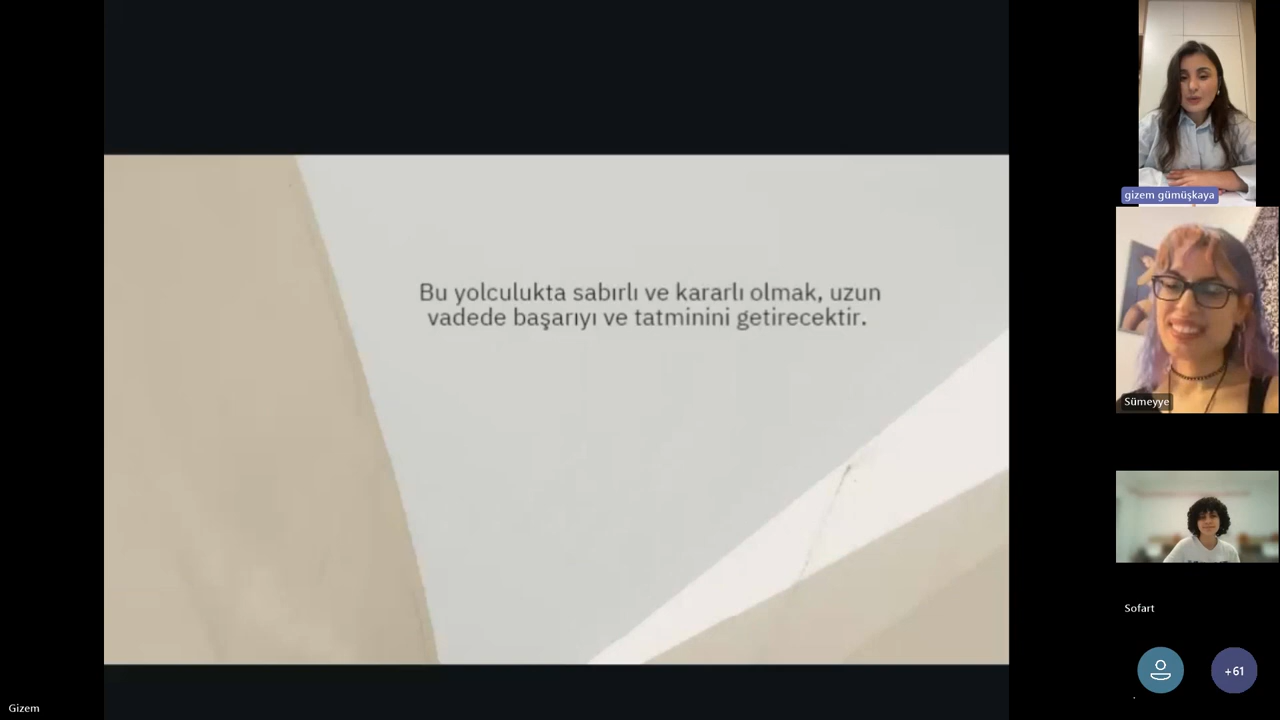 Bu yolculukta sabırlı ve kararlı olmak, uzun
vadede başarıyı ve tatminini getirecektir.
gizem gümüşkaya
Sümeyye
Sofart
+61
Gizem